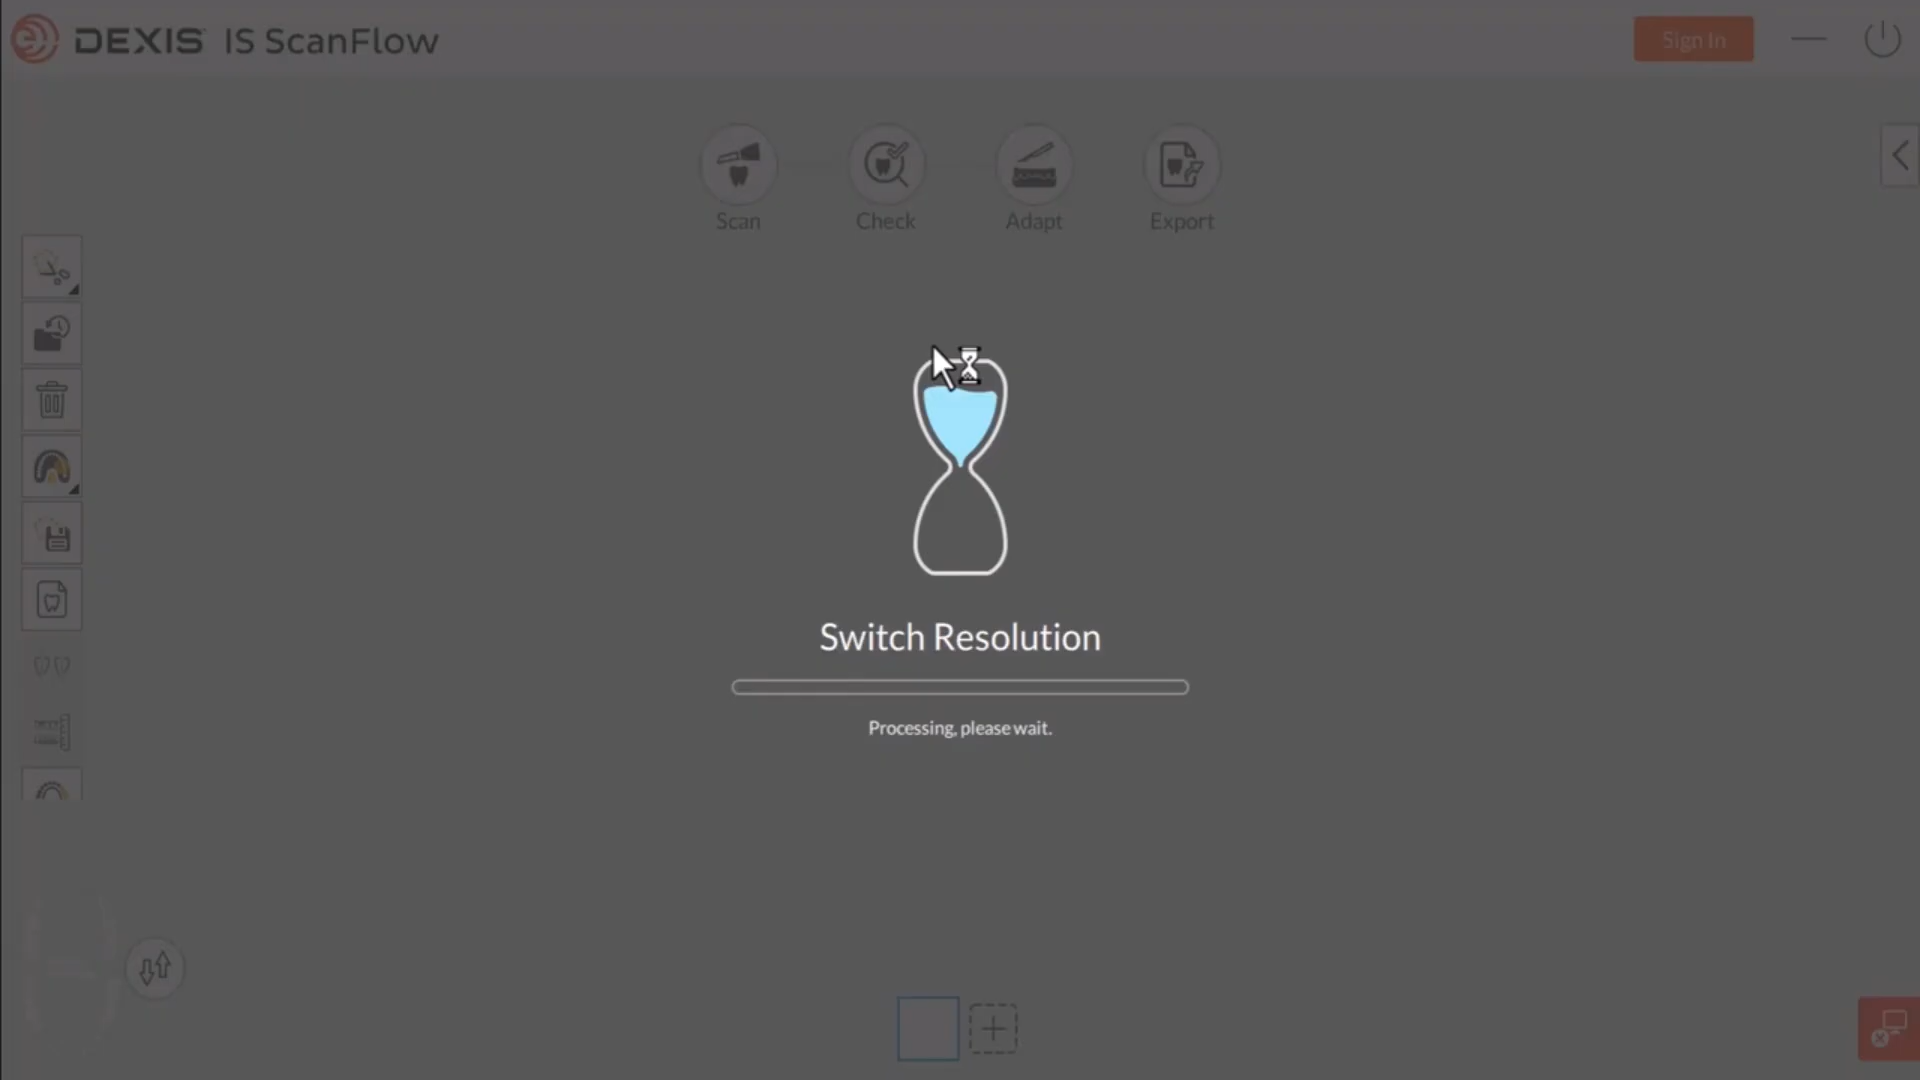 DEXIS IS ScanFlow
Sign In
Scan
Check
Adapt
Export
Switch Resolution
Processing, please wait.